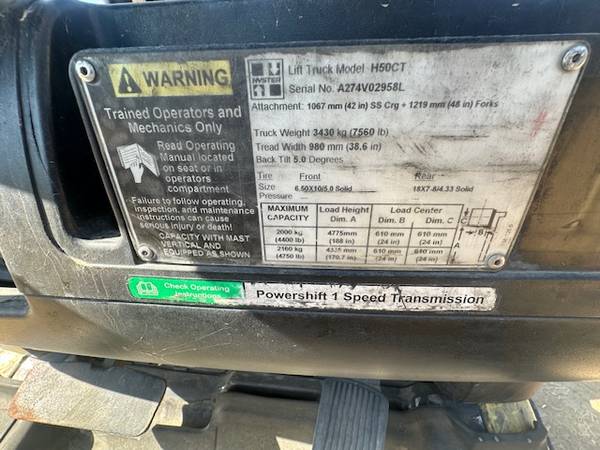 WARNING
Trained Operators and
Mechanics Only
Read Operating
Manual located
on seat or in
operators
compartment
Failure to follow operating,
inspection, and maintenance
instructions can cause
serious injury or death!
CAPACITY WITH MAST
VERTICAL AND
EQUIPPED AS SHOWN
HYSTER
Lift Truck Model H50CT
Serial No. A274V02958L
Attachment: 1067 mm (42 in) SS Crg + 1219 mm (48 in) Forks
Truck Weight 3430 kg (7560 lb)
Tread Width 980 mm (38.6 in)
Back Tilt 5.0 Degrees
Tire Front Rear
Size 6.50X10/5.0 Solid 18X7-8/4.33 Solid
Pressure
MAXIMUM CAPACITY Load Height Dim. A Load Center Dim. B Dim. C
2000 kg (4400 lb) 4775mm (188 in) 610 mm (24 in) 610 mm (24 in)
2160 kg (4750 lb) 4335 mm (170.7 in) 610 mm (24 in) 610 mm (24 in)
C
B
A
Check Operating
Instructions
Powershift 1 Speed Transmission